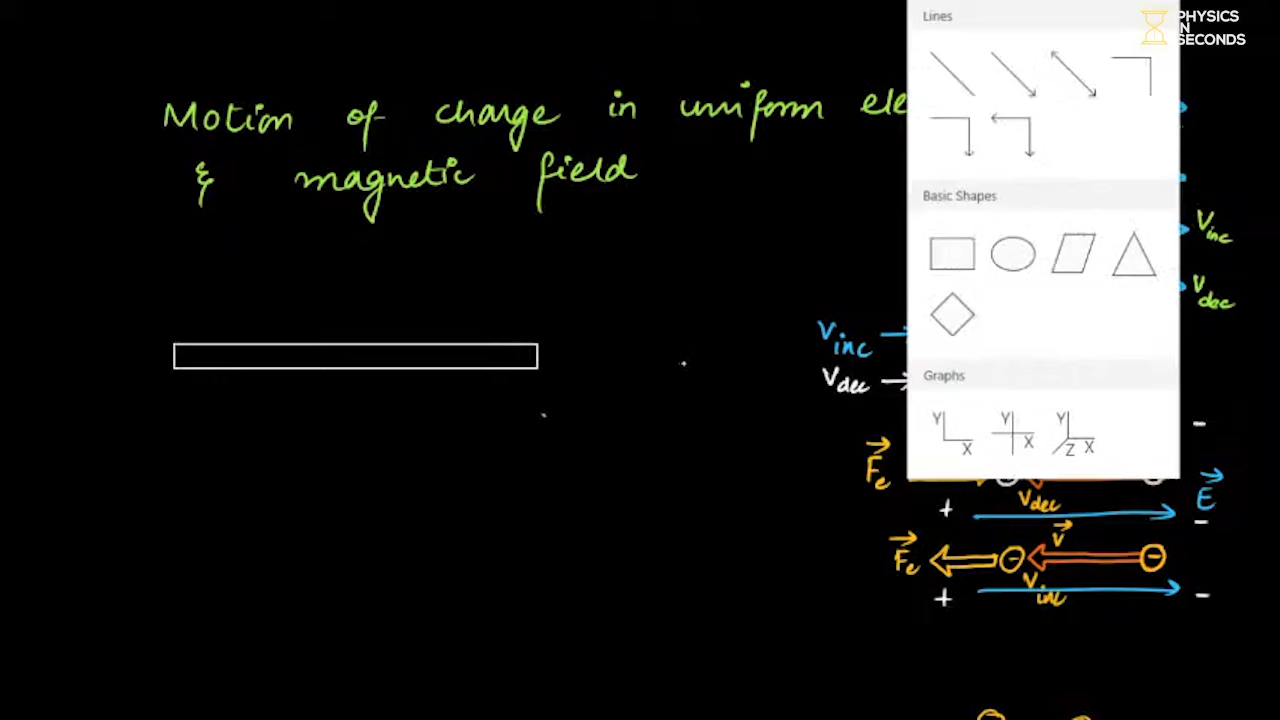 Lines
PHYSICS
IN
SECONDS
Motion of charge in uniform ele
& magnetic field
Basic Shapes
Vinc
Vdec
Vinc
Vdec
Graphs
Y X
Y X
Y Z X
-
Fe
Vdec
E
+
-
Fe
V
-
-
Vinc
+
-